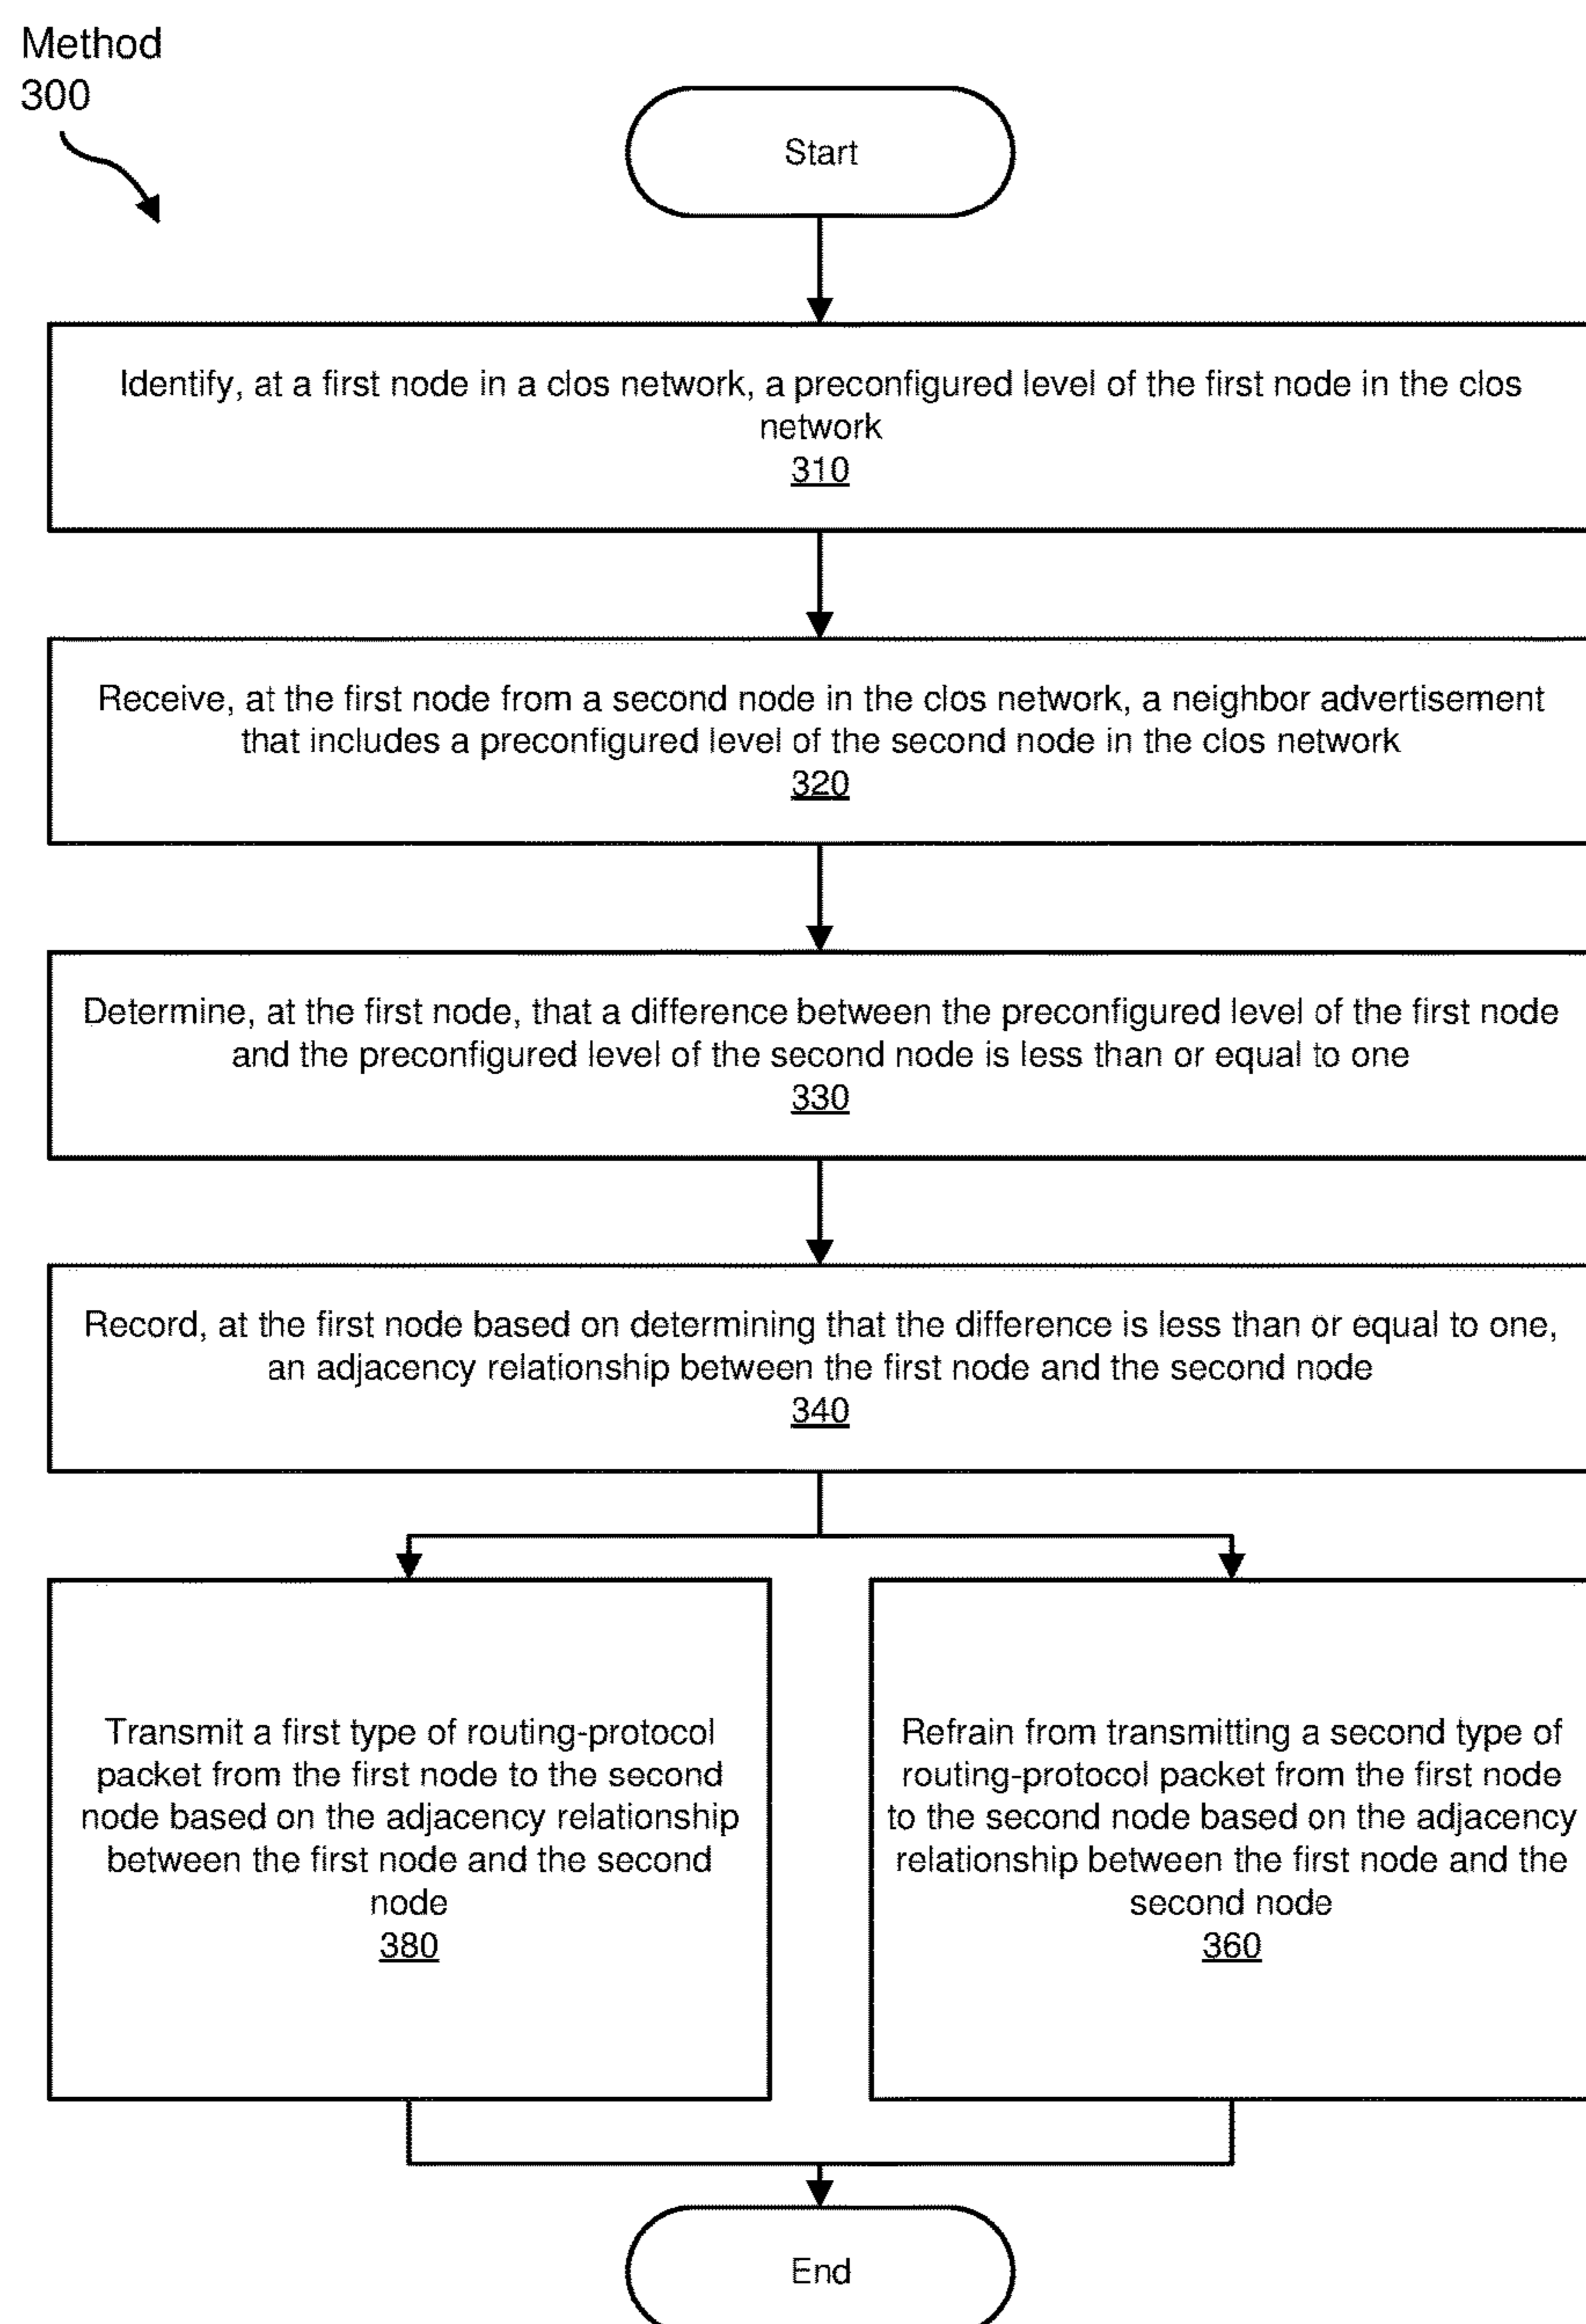 Method
300
Start
Identify, at a first node in a clos network, a preconfigured level of the first node in the clos
network
310
Receive, at the first node from a second node in the clos network, a neighbor advertisement
that includes a preconfigured level of the second node in the clos network
320
Determine, at the first node, that a difference between the preconfigured level of the first node
and the preconfigured level of the second node is less than or equal to one
330
Record, at the first node based on determining that the difference is less than or equal to one,
an adjacency relationship between the first node and the second node
340
Transmit a first type of routing-protocol
packet from the first node to the second
node based on the adjacency relationship
between the first node and the second
node
380
Refrain from transmitting a second type of
routing-protocol packet from the first node
to the second node based on the adjacency
relationship between the first node and the
second node
360
End